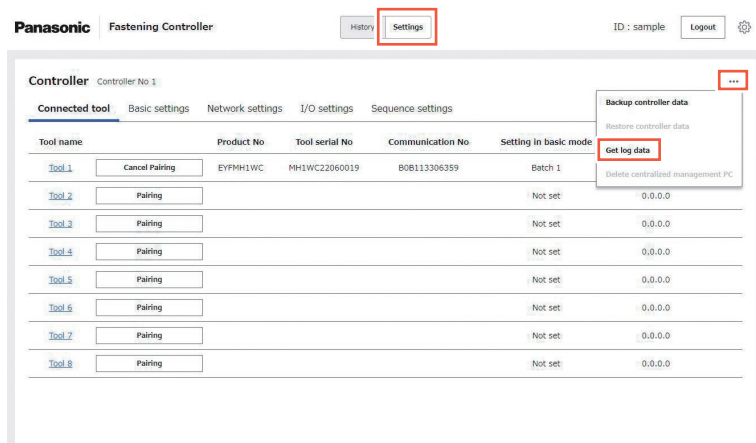 Panasonic Fastening Controller History Settings ID : sample Logout
Controller Controller No 1 ...
Connected tool Basic settings Network settings I/O settings Sequence settings
Backup controller data
Restore controller data
Get log data
Delete centralized management PC
Tool name Product No Tool serial No Communication No Setting in basic mode
Tool 1 Cancel Pairing EYFMH1WC MH1WC22060019 B0B113306359 Batch 1
Tool 2 Pairing Not set 0.0.0.0
Tool 3 Pairing Not set 0.0.0.0
Tool 4 Pairing Not set 0.0.0.0
Tool 5 Pairing Not set 0.0.0.0
Tool 6 Pairing Not set 0.0.0.0
Tool 7 Pairing Not set 0.0.0.0
Tool 8 Pairing Not set 0.0.0.0